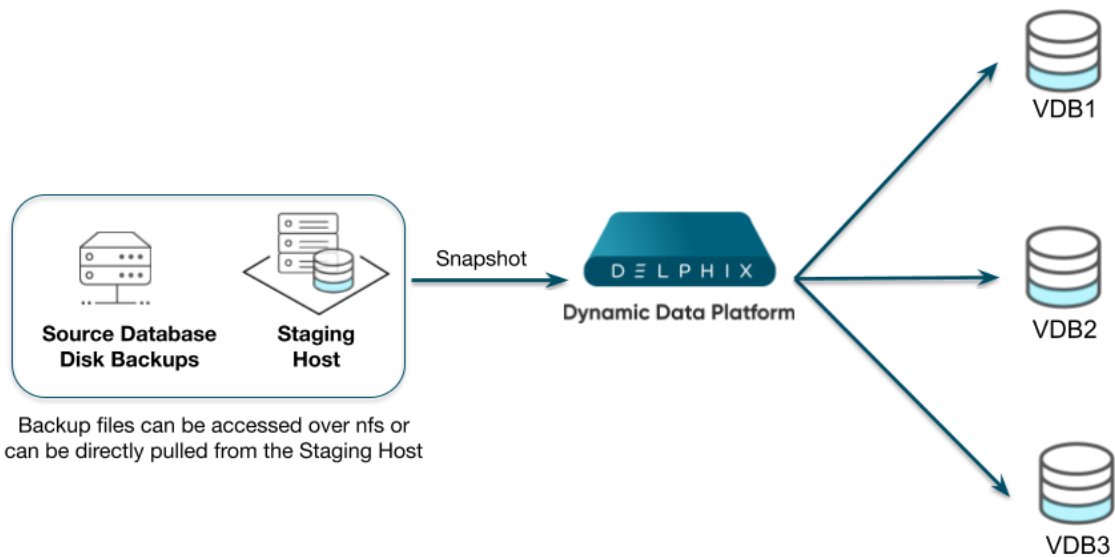 VDB1
Snapshot
DELPHIX
Dynamic Data Platform
Source Database
Disk Backups
Staging
Host
VDB2
Backup files can be accessed over nfs or
can be directly pulled from the Staging Host
VDB3